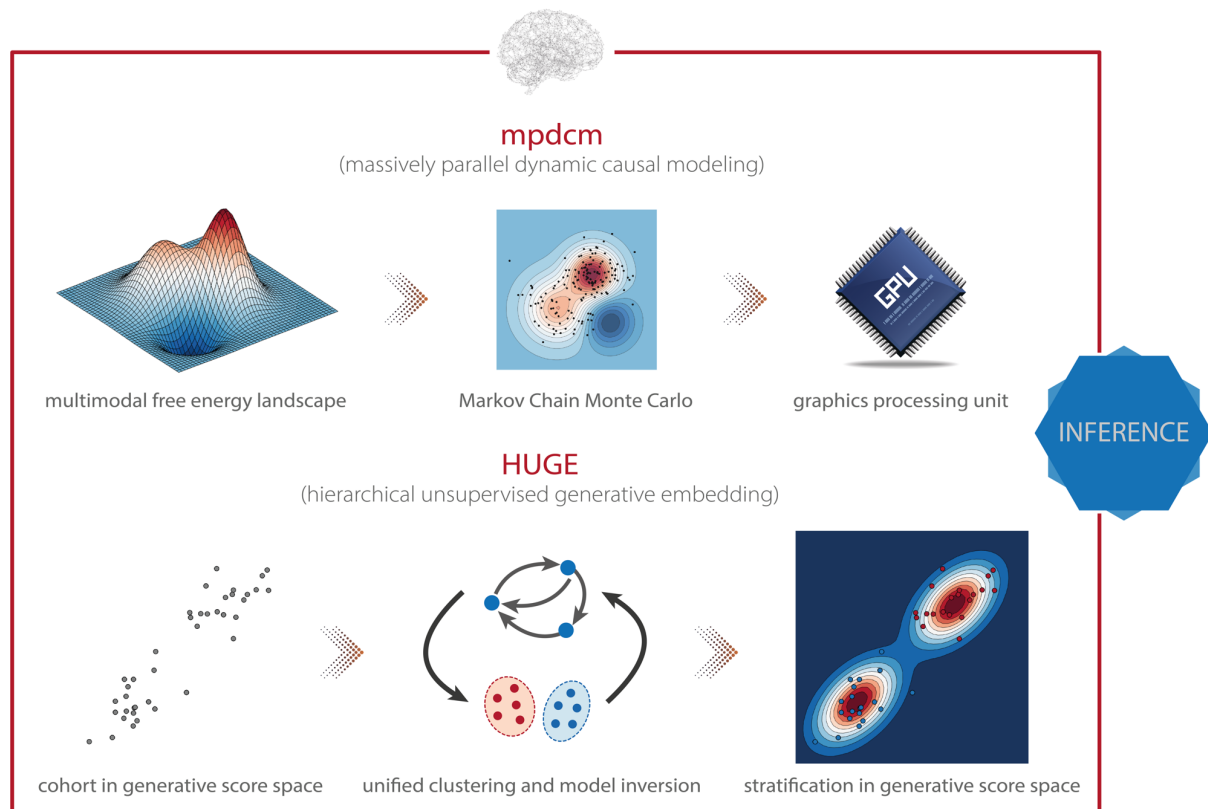 mpdcm
(massively parallel dynamic causal modeling)
GPU
multimodal free energy landscape
Markov Chain Monte Carlo
graphics processing unit
INFERENCE
HUGE
(hierarchical unsupervised generative embedding)
cohort in generative score space
unified clustering and model inversion
stratification in generative score space